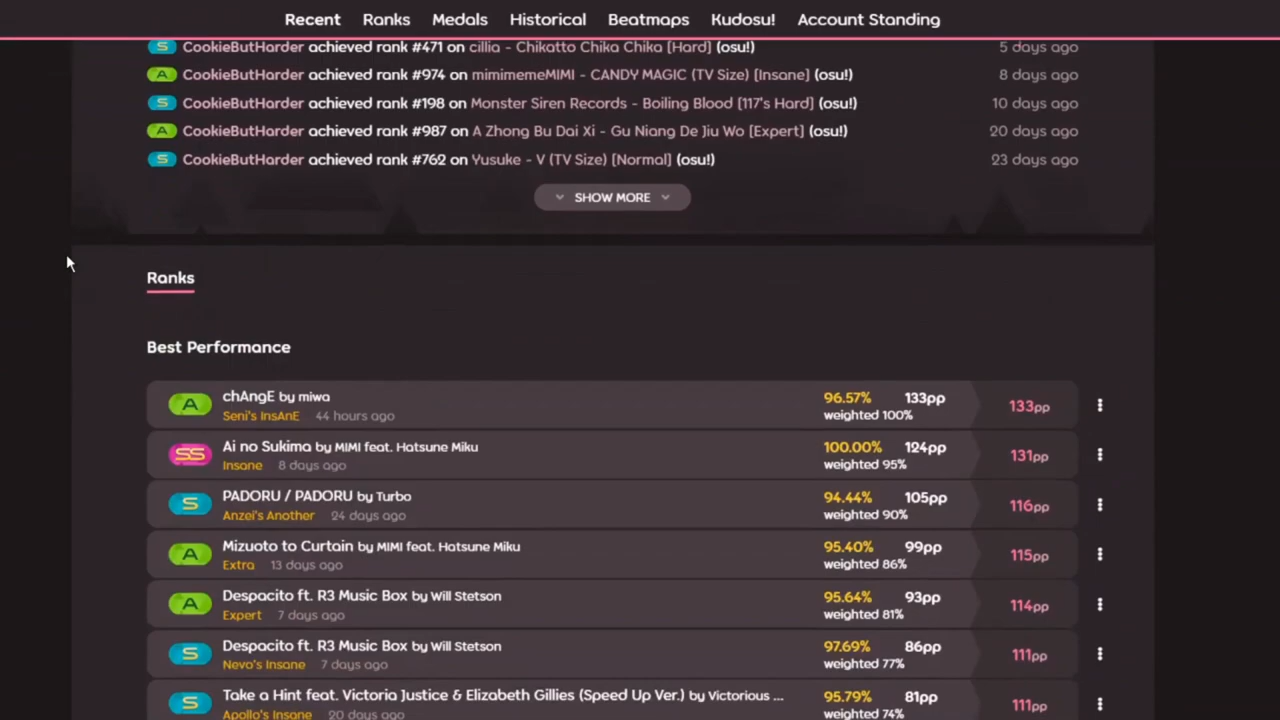 Recent Ranks Medals Historical Beatmaps Kudosu! Account Standing
S CookieButHarder achieved rank #471 on cillia - Chikatto Chika Chika [Hard] (osu!) 5 days ago
A CookieButHarder achieved rank #974 on mimimemeMIMI - CANDY MAGIC (TV Size) [Insane] (osu!) 8 days ago
S CookieButHarder achieved rank #198 on Monster Siren Records - Boiling Blood [117's Hard] (osu!) 10 days ago
A CookieButHarder achieved rank #987 on A Zhong Bu Dai Xi - Gu Niang De Jiu Wo [Expert] (osu!) 20 days ago
S CookieButHarder achieved rank #762 on Yusuke - V (TV Size) [Normal] (osu!) 23 days ago
SHOW MORE
Ranks
Best Performance
chAngE by miwa 96.57% 133pp
A 133pp
Seni's InsAnE 44 hours ago weighted 100%
Ai no Sukima by MIMI feat. Hatsune Miku 100.00% 124pp
SS 131pp
Insane 8 days ago weighted 95%
PADORU / PADORU by Turbo 94.44% 105pp
S 116pp
Anzei's Another 24 days ago weighted 90%
Mizuoto to Curtain by MIMI feat. Hatsune Miku 95.40% 99pp
A 115pp
Extra 13 days ago weighted 86%
Despacito ft. R3 Music Box by Will Stetson 95.64% 93pp
A 114pp
Expert 7 days ago weighted 81%
Despacito ft. R3 Music Box by Will Stetson 97.69% 86pp
S 111pp
Nevo's Insane 7 days ago weighted 77%
Take a Hint feat. Victoria Justice & Elizabeth Gillies (Speed Up Ver.) by Victorious ... 95.79% 81pp
S 111pp
Apollo's Insane 20 days ago weighted 74%